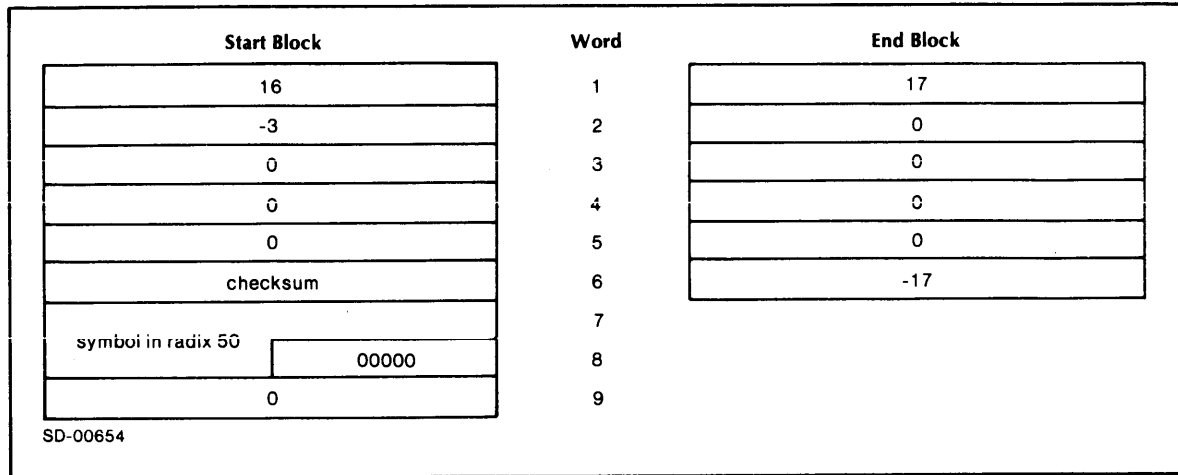 Start Block Word End Block
16 1 17
-3 2 0
0 3 0
0 4 0
0 5 0
checksum 6 -17
7
symbol in radix 50
00000 8
0 9
SD-00654